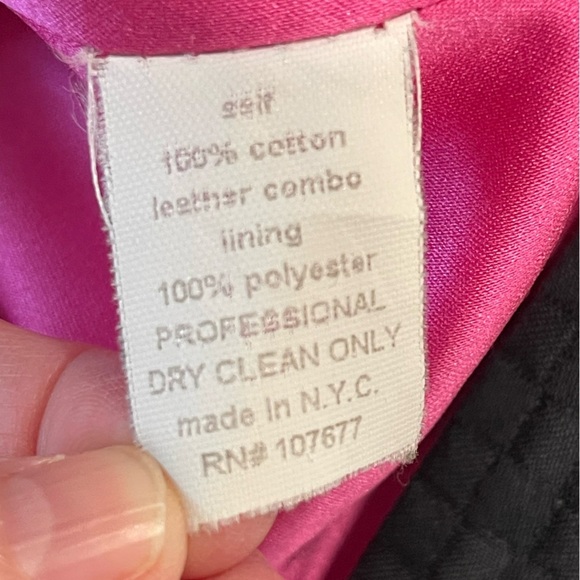 self
100% cotton
leather combo
lining
100% polyester
PROFESSIONAL
DRY CLEAN ONLY
made in N.Y.C.
RN# 107677